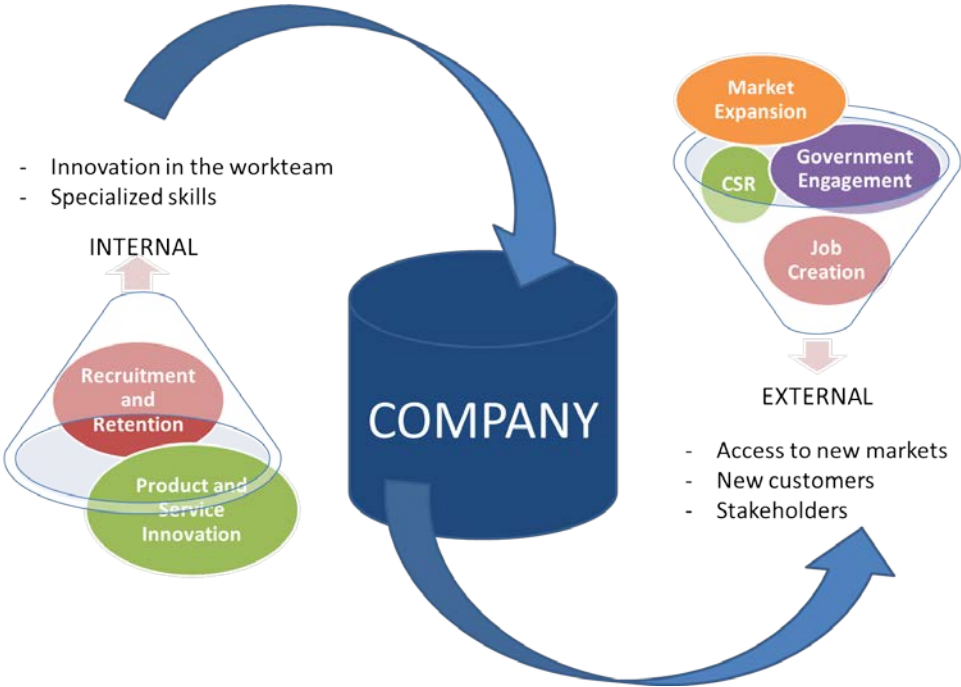 - Innovation in the workteam
- Specialized skills
INTERNAL
Recruitment
and
Retention
Product and
Service
Innovation
COMPANY
Market
Expansion
Government
Engagement
CSR
Job
Creation
EXTERNAL
- Access to new markets
- New customers
- Stakeholders